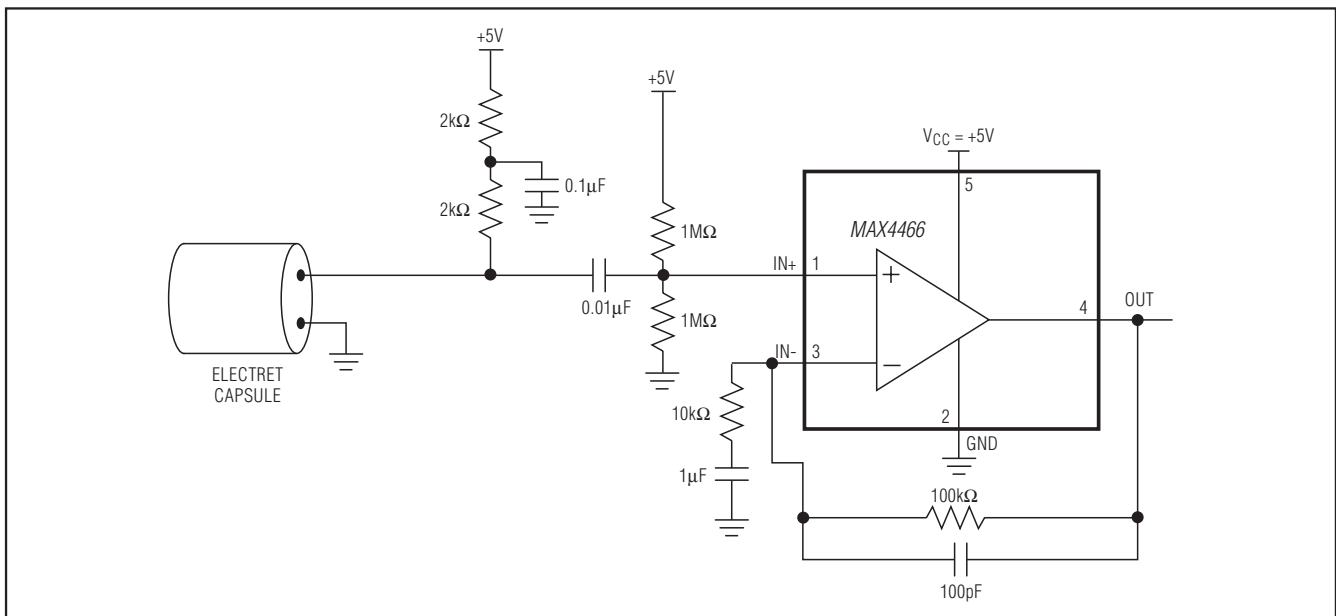 +5V
+5V
2kΩ
VCC = +5V
5
0.1µF
2kΩ
1MΩ
MAX4466
IN+
1
+
4
OUT
0.01µF
1MΩ
IN-
3
−
ELECTRET
CAPSULE
10kΩ
2
GND
1µF
100kΩ
100pF